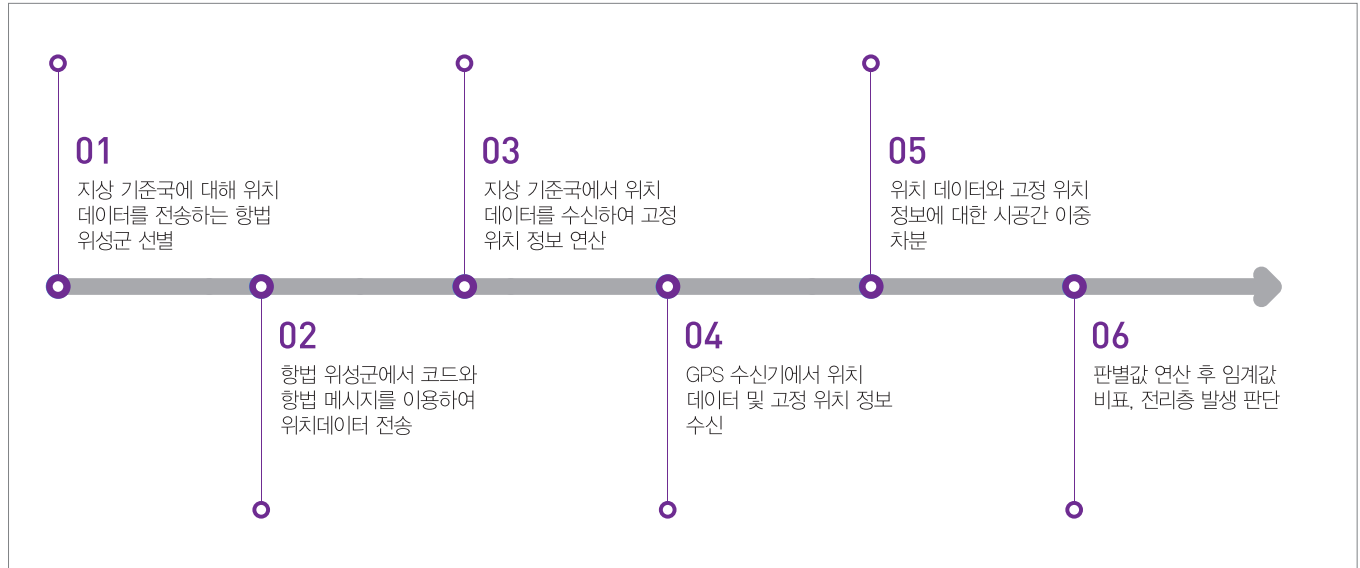 01
지상 기준국에 대해 위치
데이터를 전송하는 항법
위성군 선별
02
항법 위성군에서 코드와
항법 메시지를 이용하여
위치데이터 전송
03
지상 기준국에서 위치
데이터를 수신하여 고정
위치 정보 연산
04
GPS 수신기에서 위치
데이터 및 고정 위치 정보
수신
05
위치 데이터와 고정 위치
정보에 대한 시공간 이중
차분
06
판별값 연산 후 임계값
비표, 전리층 발생 판단